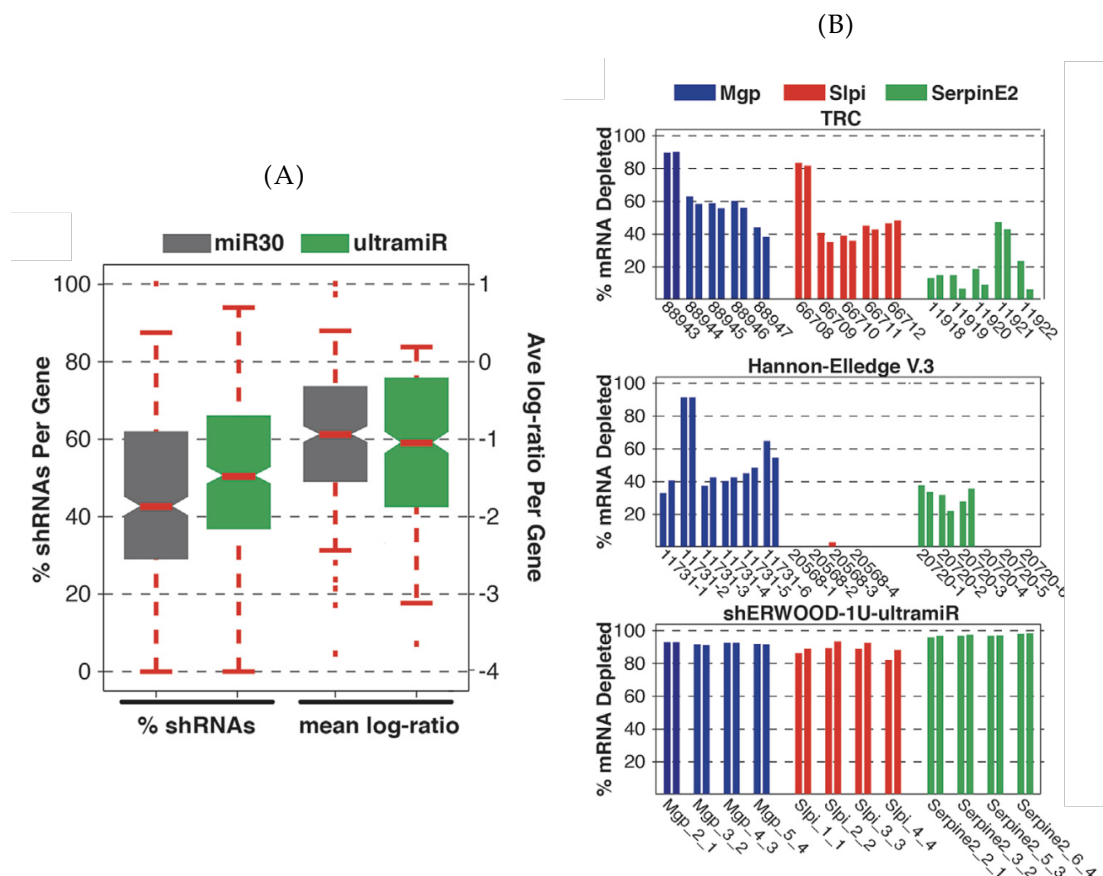 (A)
miR30 ultramiR
% shRNAs Per Gene
100
80
60
40
20
0
1
0
-1
-2
-3
-4
Ave log-ratio Per Gene
% shRNAs mean log-ratio
(B)
Mgp Slpi SerpinE2
TRC
% mRNA Depleted
100
80
60
40
20
88943 88944 88945 88946 88947 66708 66709 66710 66711 66712 11918 11919 11920 11921 11922
Hannon-Elledge V.3
% mRNA Depleted
100
80
60
40
20
11731-1 11731-2 11731-3 11731-4 11731-5 11731-6 20568-1 20568-2 20568-3 20568-4 20720-1 20720-2 20720-2 20720-4 20720-5 20720-6
shERWOOD-1U-ultramiR
% mRNA Depleted
100
80
60
40
20
Mgp_2_1 Mgp_3_2 Mgp_4_3 Mgp_5_4 Slpi_1_1 Slpi_2_2 Slpi_3_3 Slpi_4_4 Serpine2_2_1 Serpine2_3_2 Serpine2_5_3 Serpine2_6_4